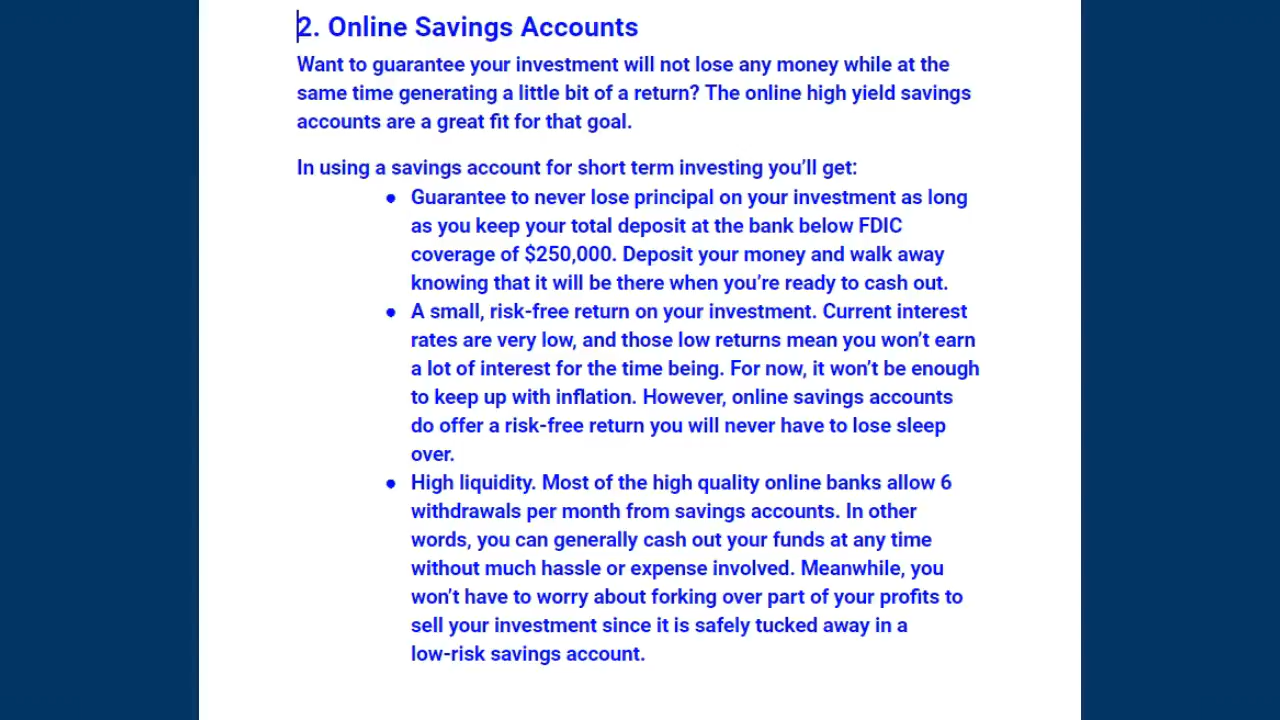 2. Online Savings Accounts
Want to guarantee your investment will not lose any money while at the
same time generating a little bit of a return? The online high yield savings
accounts are a great fit for that goal.
In using a savings account for short term investing you’ll get:
● Guarantee to never lose principal on your investment as long
as you keep your total deposit at the bank below FDIC
coverage of $250,000. Deposit your money and walk away
knowing that it will be there when you’re ready to cash out.
● A small, risk-free return on your investment. Current interest
rates are very low, and those low returns mean you won’t earn
a lot of interest for the time being. For now, it won’t be enough
to keep up with inflation. However, online savings accounts
do offer a risk-free return you will never have to lose sleep
over.
● High liquidity. Most of the high quality online banks allow 6
withdrawals per month from savings accounts. In other
words, you can generally cash out your funds at any time
without much hassle or expense involved. Meanwhile, you
won’t have to worry about forking over part of your profits to
sell your investment since it is safely tucked away in a
low-risk savings account.